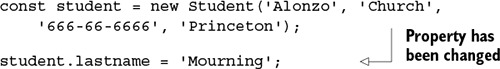 const student = new Student('Alonzo', 'Church',
'666-66-6666', 'Princeton');
Property has
been changed
student.lastname = 'Mourning';